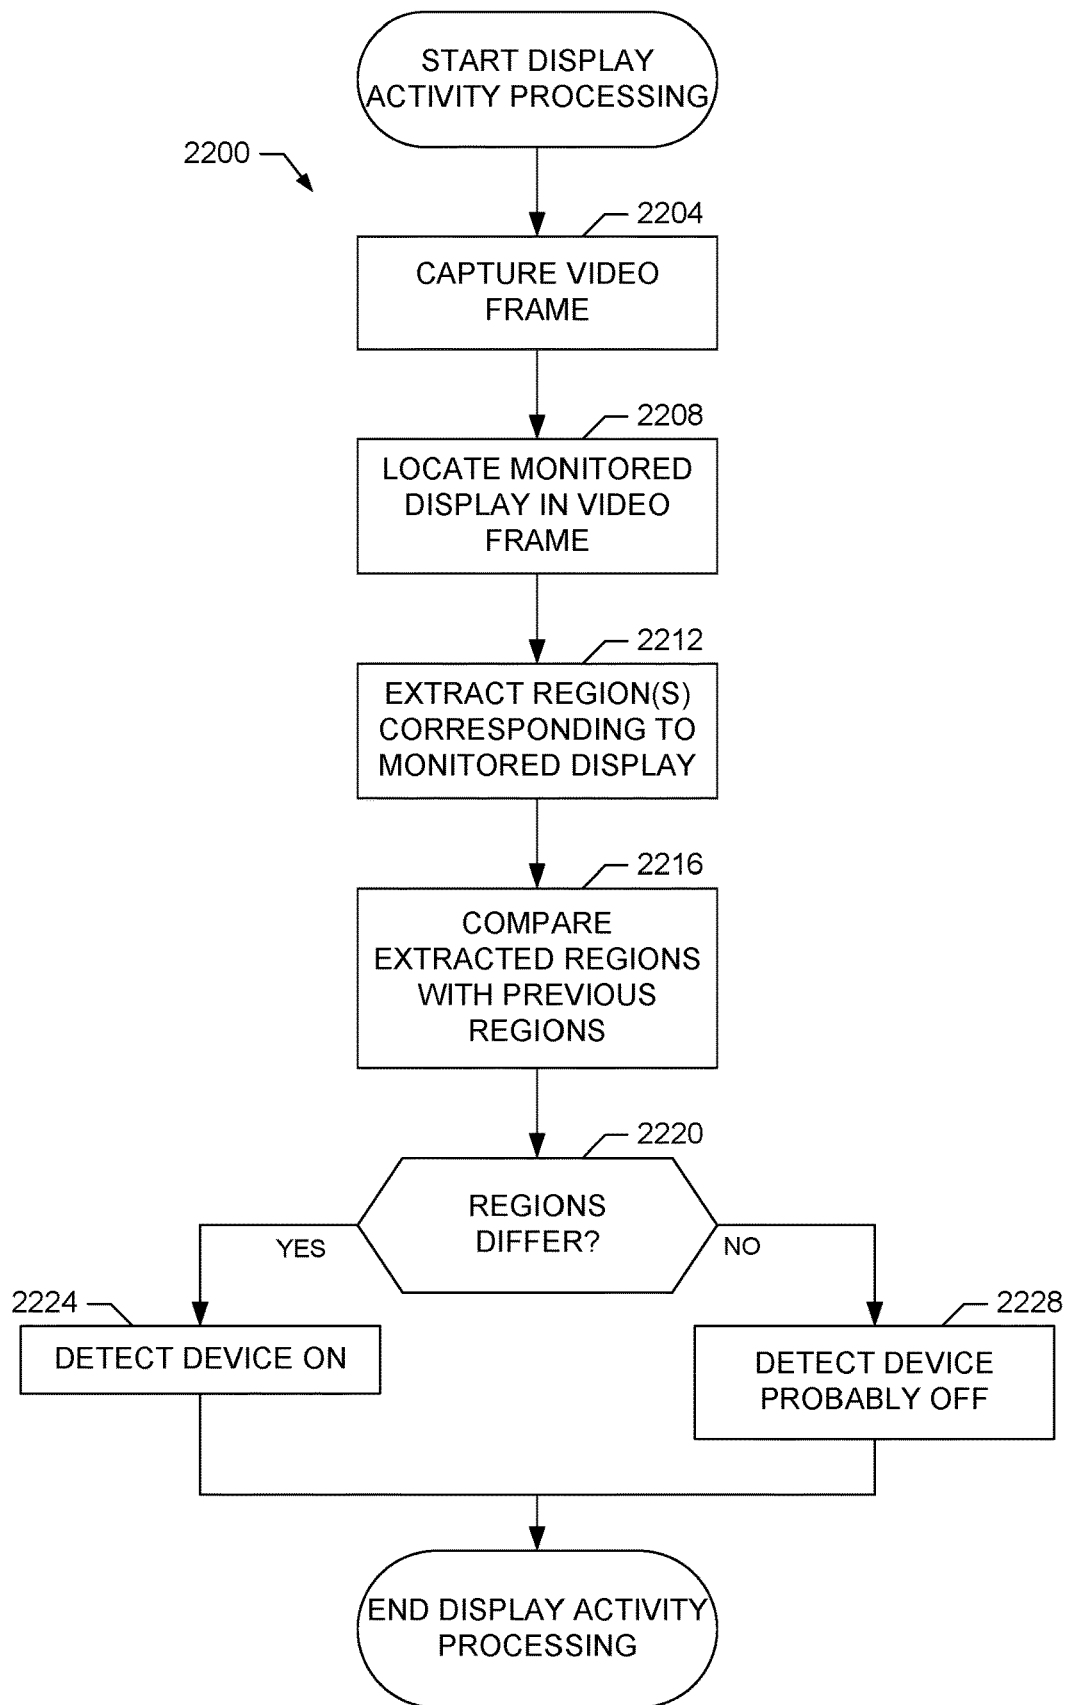 START DISPLAY
ACTIVITY PROCESSING
2200
2204
CAPTURE VIDEO
FRAME
2208
LOCATE MONITORED
DISPLAY IN VIDEO
FRAME
2212
EXTRACT REGION(S)
CORRESPONDING TO
MONITORED DISPLAY
2216
COMPARE
EXTRACTED REGIONS
WITH PREVIOUS
REGIONS
2220
REGIONS
DIFFER?
YES
NO
2224
DETECT DEVICE ON
2228
DETECT DEVICE
PROBABLY OFF
END DISPLAY ACTIVITY
PROCESSING